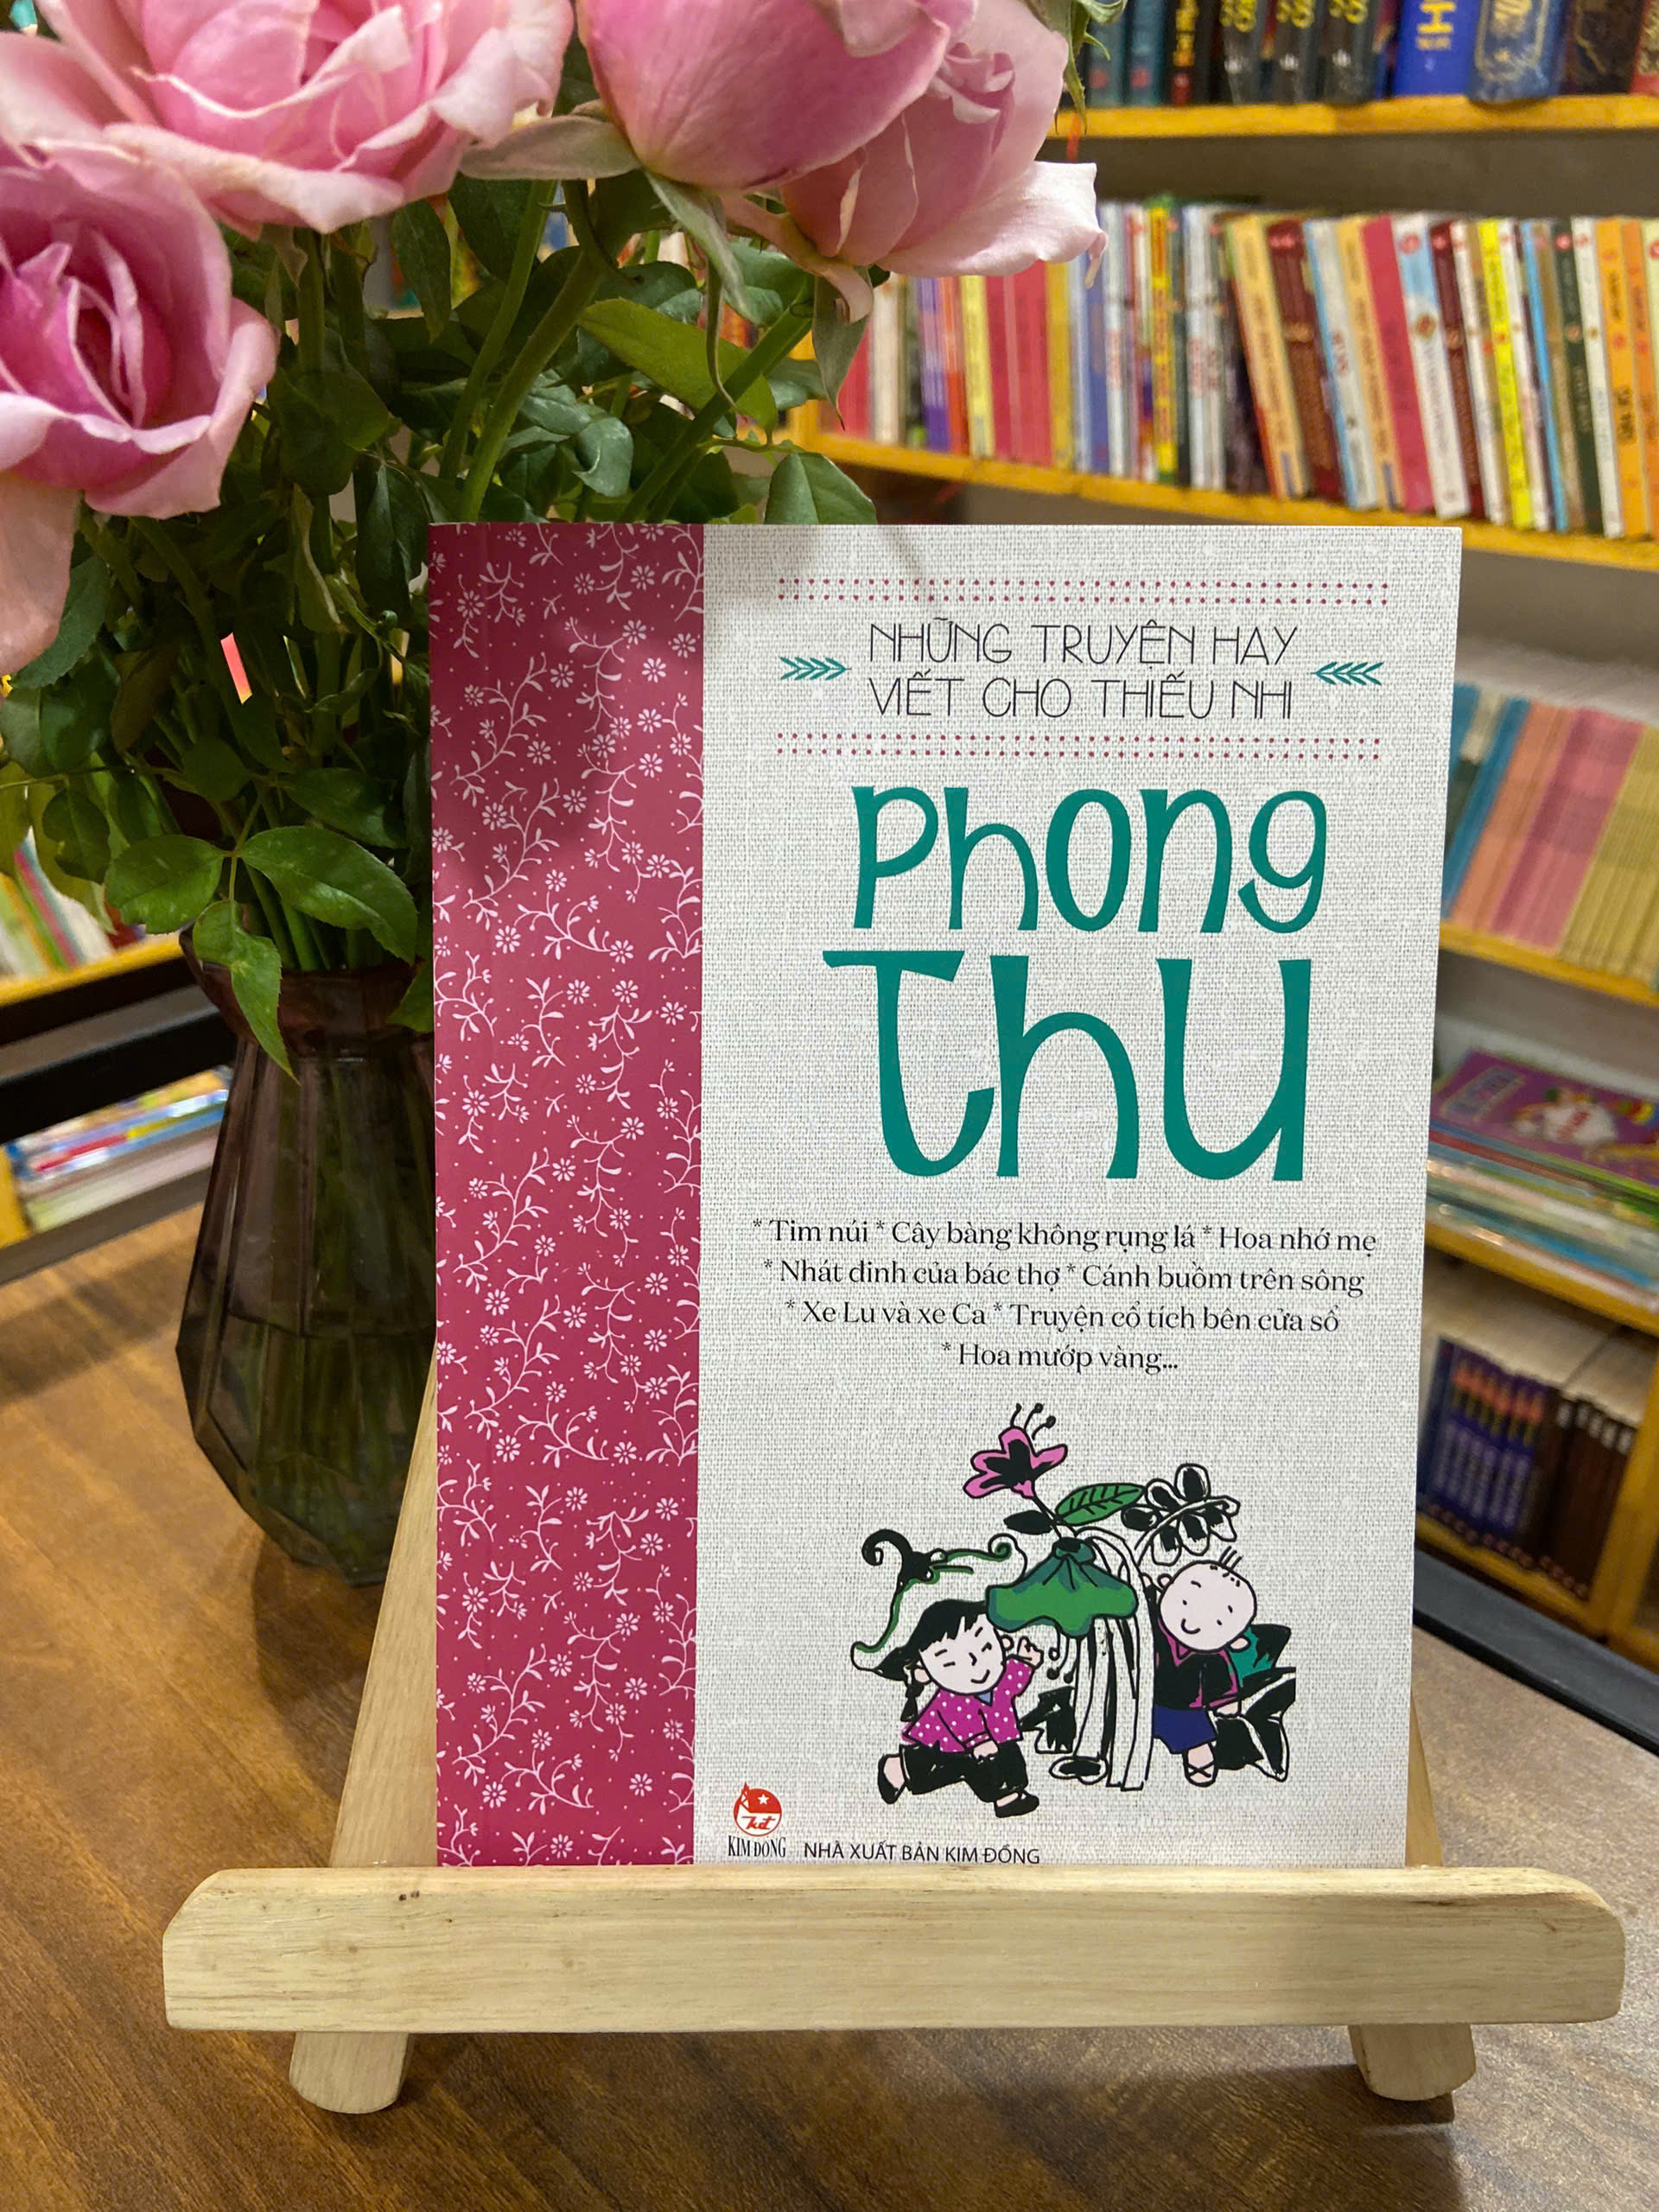 NHỮNG TRUYỆN HAY
VIẾT CHO THIẾU NHI
Phong
Thu
* Tim núi * Cây bàng không rụng lá * Hoa nhớ mẹ
* Nhát đinh của bác thợ * Cánh buồm trên sông
* Xe Lu và xe Ca * Truyện cổ tích bên cửa sổ
* Hoa mướp vàng...
KIM ĐỒNG NHÀ XUẤT BẢN KIM ĐỒNG